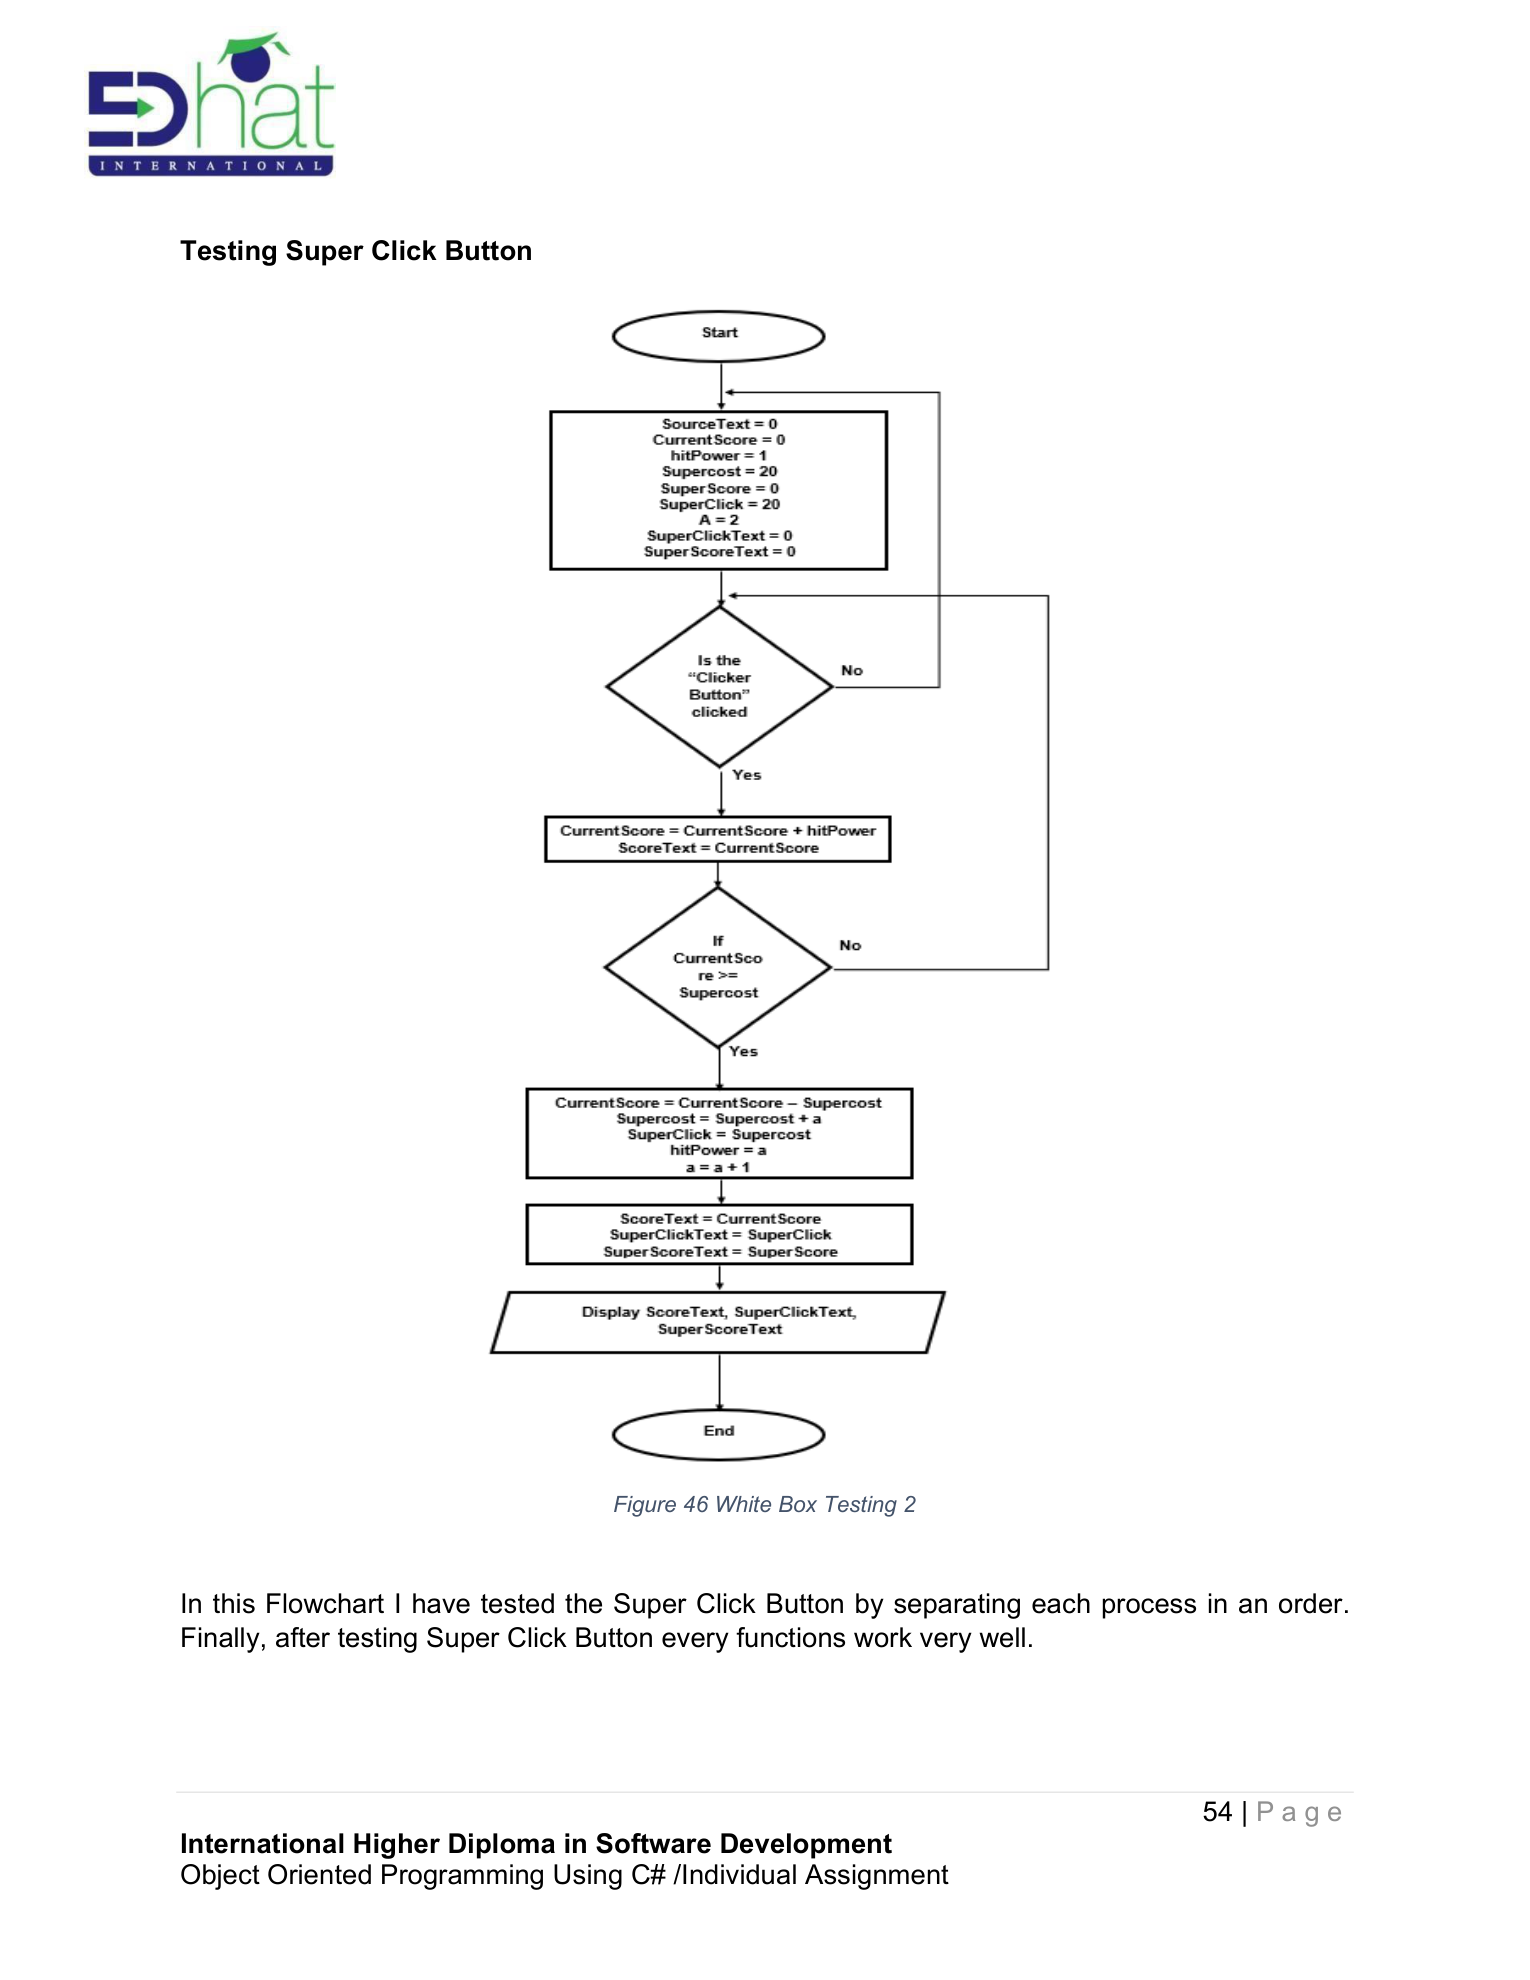 EDhat
INTERNATIONAL
Testing Super Click Button
Start
SourceText = 0
CurrentScore = 0
hitPower = 1
Supercost = 20
SuperScore = 0
SuperClick = 20
A = 2
SuperClickText = 0
SuperScoreText = 0
Is the
“Clicker
Button”
clicked
No
Yes
CurrentScore = CurrentScore + hitPower
ScoreText = CurrentScore
If
CurrentSco
re >=
Supercost
No
Yes
CurrentScore = CurrentScore – Supercost
Supercost = Supercost + a
SuperClick = Supercost
hitPower = a
a = a + 1
ScoreText = CurrentScore
SuperClickText = SuperClick
SuperScoreText = SuperScore
Display ScoreText, SuperClickText,
SuperScoreText
End
Figure 46 White Box Testing 2
In this Flowchart I have tested the Super Click Button by separating each process in an order.
Finally, after testing Super Click Button every functions work very well.
54 | P a g e
International Higher Diploma in Software Development
Object Oriented Programming Using C# /Individual Assignment